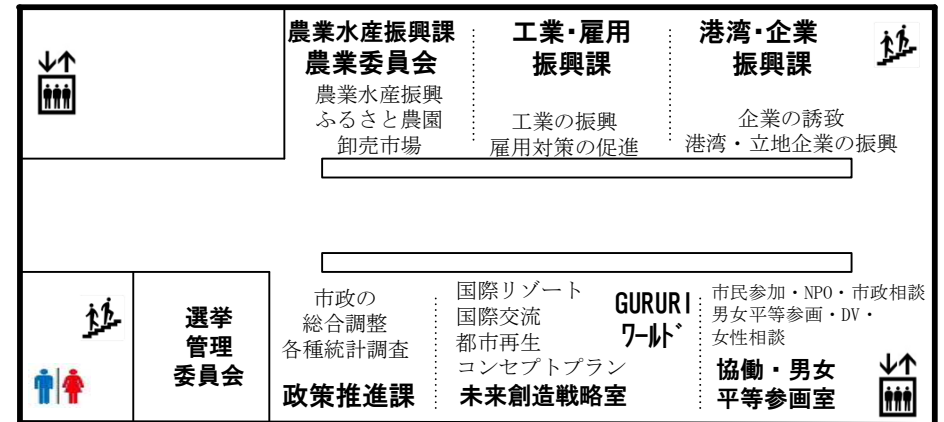 農業水産振興課
農業委員会
農業水産振興
ふるさと農園
卸売市場
工業・雇用
振興課
工業の振興
雇用対策の促進
港湾・企業
振興課
企業の誘致
港湾・立地企業の振興
選挙
管理
委員会
市政の
総合調整
各種統計調査
政策推進課
国際リゾート
国際交流
都市再生
コンセプトプラン
未来創造戦略室
GURURI
ワールド
市民参加・NPO・市政相談
男女平等参画・DV・
女性相談
協働・男女
平等参画室